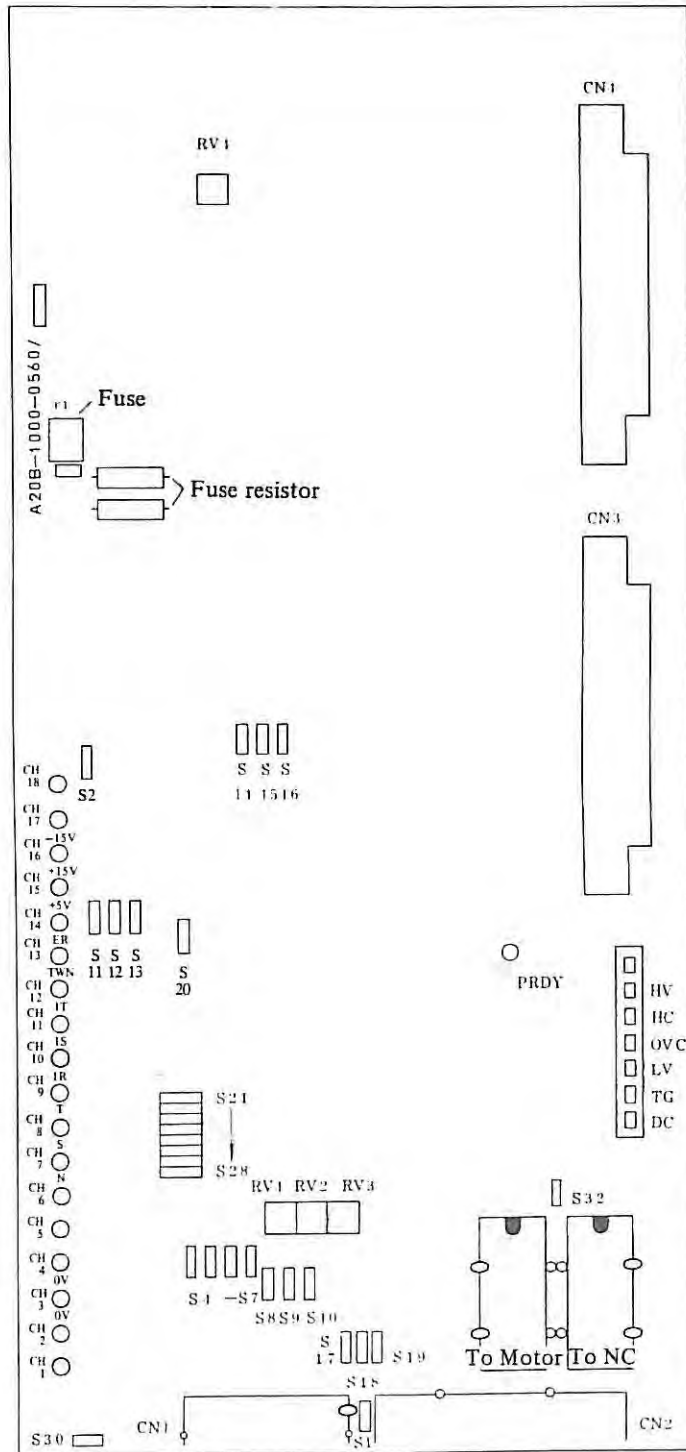 CN4
RV4
A20B-1000-0560/
F1
Fuse
Fuse resistor
CN3
S S S
14 15 16
CH
18
S2
CH
17
CH -15V
16
CH +15V
15
CH +5V
14
CH ER
13
S S S
11 12 13
S
20
PRDY
TWN
CH
12
IT
CH
11
CH IS
10
CH IR
9
HV
HC
OVC
LV
TG
DC
T
CH
8
S
CH
7
N
CH
6
CH
5
CH
4
0V
CH
3
0V
CH
2
CH
1
S21
S28
RV1 RV2 RV3
S32
S4 -S7
S8 S9 S10
S
17
S19
S18
To Motor
To NC
CN1
S1
CN2
S30